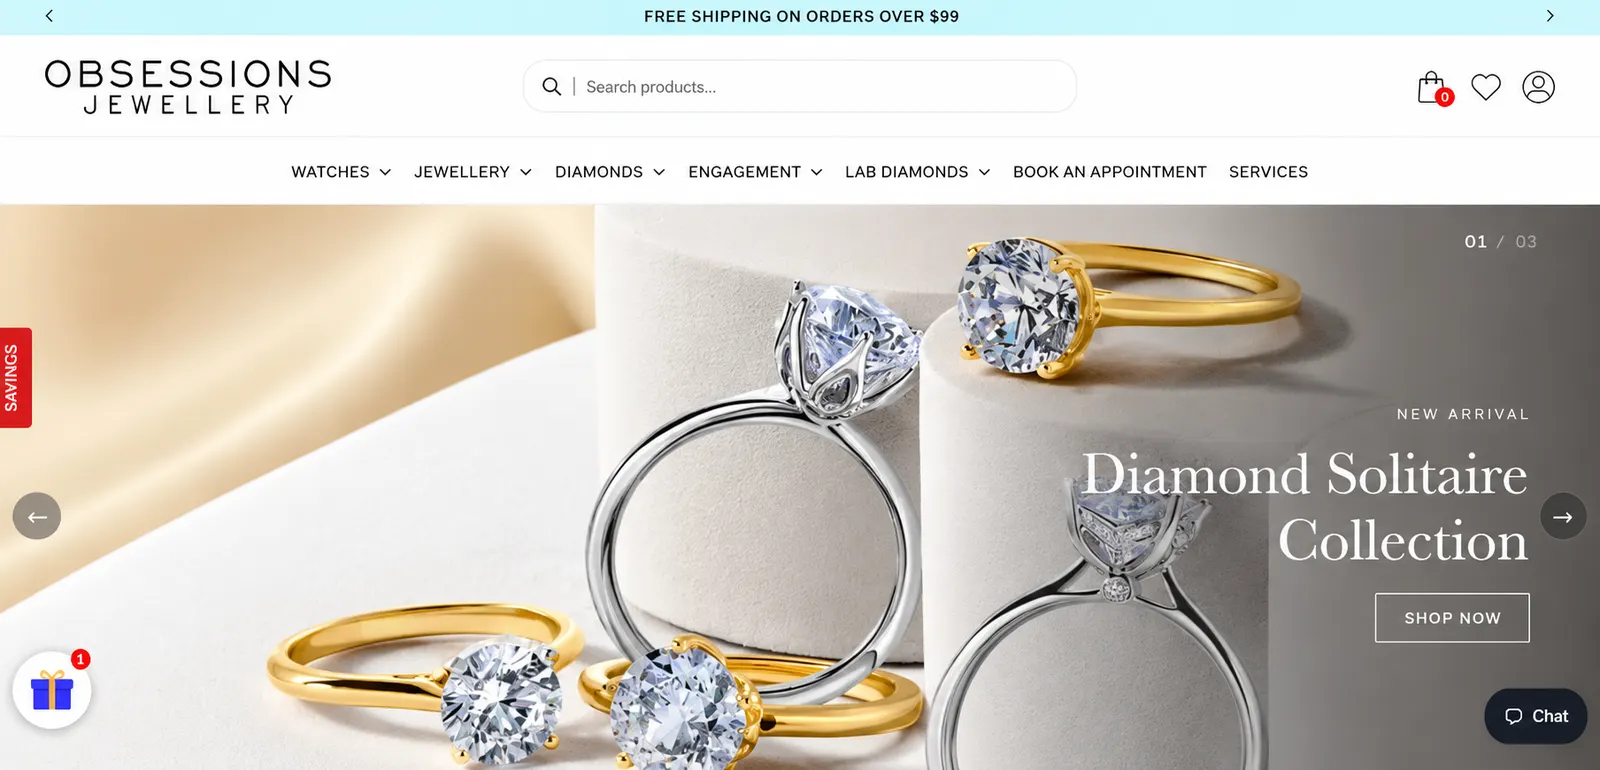 FREE SHIPPING ON ORDERS OVER $99
OBSESSIONS
JEWELLERY
Search products...
0
WATCHES
JEWELLERY
DIAMONDS
ENGAGEMENT
LAB DIAMONDS
BOOK AN APPOINTMENT
SERVICES
01 / 03
SAVINGS
NEW ARRIVAL
Diamond Solitaire
Collection
SHOP NOW
1
Chat